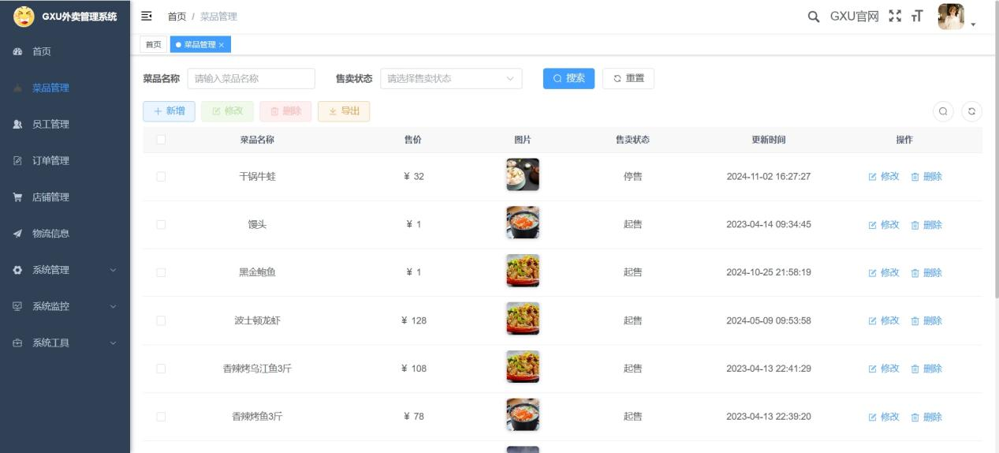 GXU外卖管理系统
首页 / 菜品管理
GXU官网
首页
菜品管理
员工管理
订单管理
店铺管理
物流信息
系统管理
系统监控
系统工具
首页 菜品管理 ×
菜品名称 请输入菜品名称 售卖状态 请选择售卖状态 搜索 重置
新增 修改 删除 导出
菜品名称 售价 图片 售卖状态 更新时间 操作
干锅牛蛙 ¥ 32 停售 2024-11-02 16:27:27 修改 删除
馒头 ¥ 1 起售 2023-04-14 09:34:45 修改 删除
黑金鲍鱼 ¥ 1 起售 2024-10-25 21:58:19 修改 删除
波士顿龙虾 ¥ 128 起售 2024-05-09 09:53:58 修改 删除
香辣烤乌江鱼3斤 ¥ 108 起售 2023-04-13 22:41:29 修改 删除
香辣烤鱼3斤 ¥ 78 起售 2023-04-13 22:39:20 修改 删除